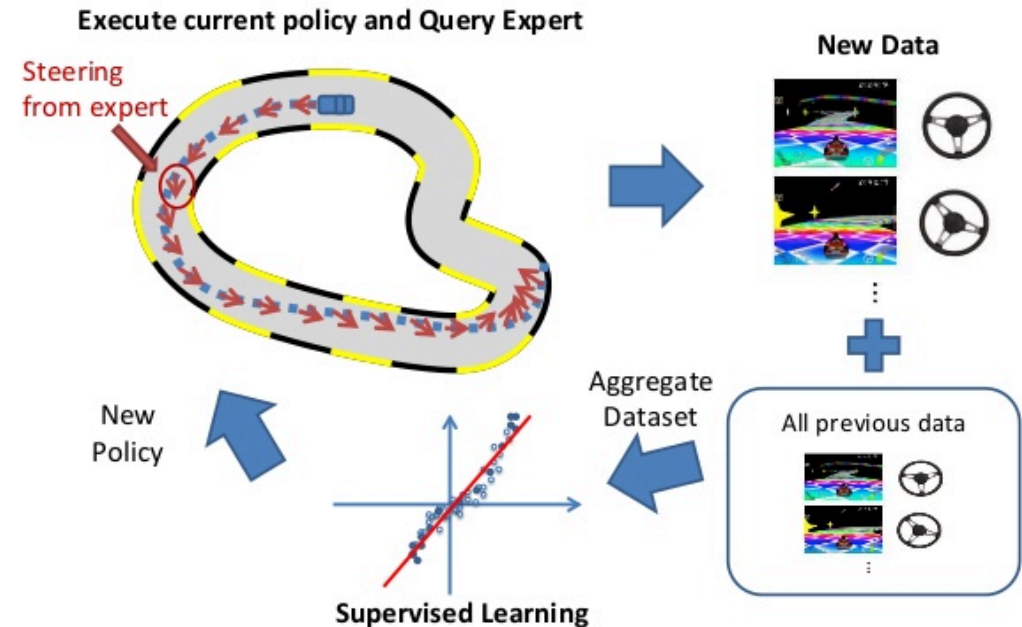 Execute current policy and Query Expert
Steering
from expert
New Data
⋮
Aggregate
Dataset
All previous data
⋮
New
Policy
Supervised Learning